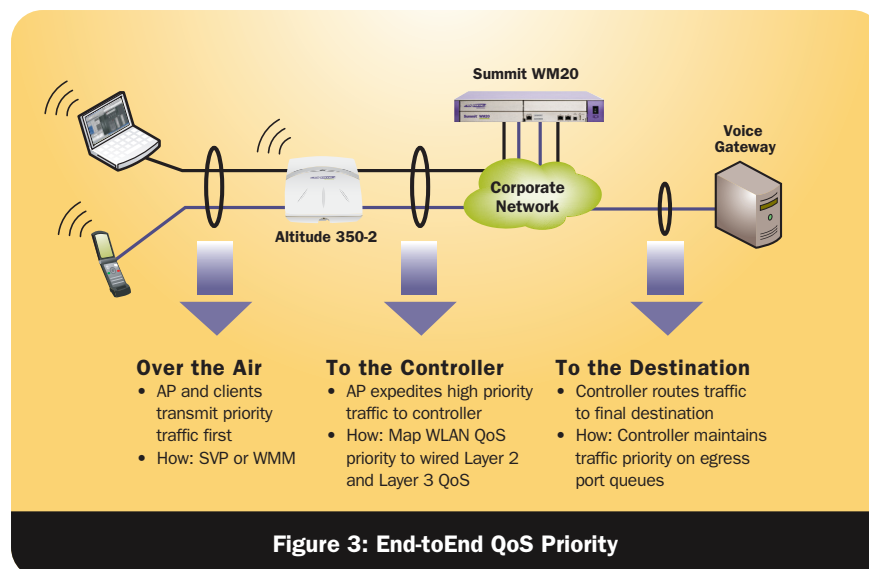 Summit WM20
Summit WM20
Voice
Gateway
Corporate
Network
Altitude 350-2
Over the Air
• AP and clients
transmit priority
traffic first
• How: SVP or WMM
To the Controller
• AP expedites high priority
traffic to controller
• How: Map WLAN QoS
priority to wired Layer 2
and Layer 3 QoS
To the Destination
• Controller routes traffic
to final destination
• How: Controller maintains
traffic priority on egress
port queues
Figure 3: End-toEnd QoS Priority